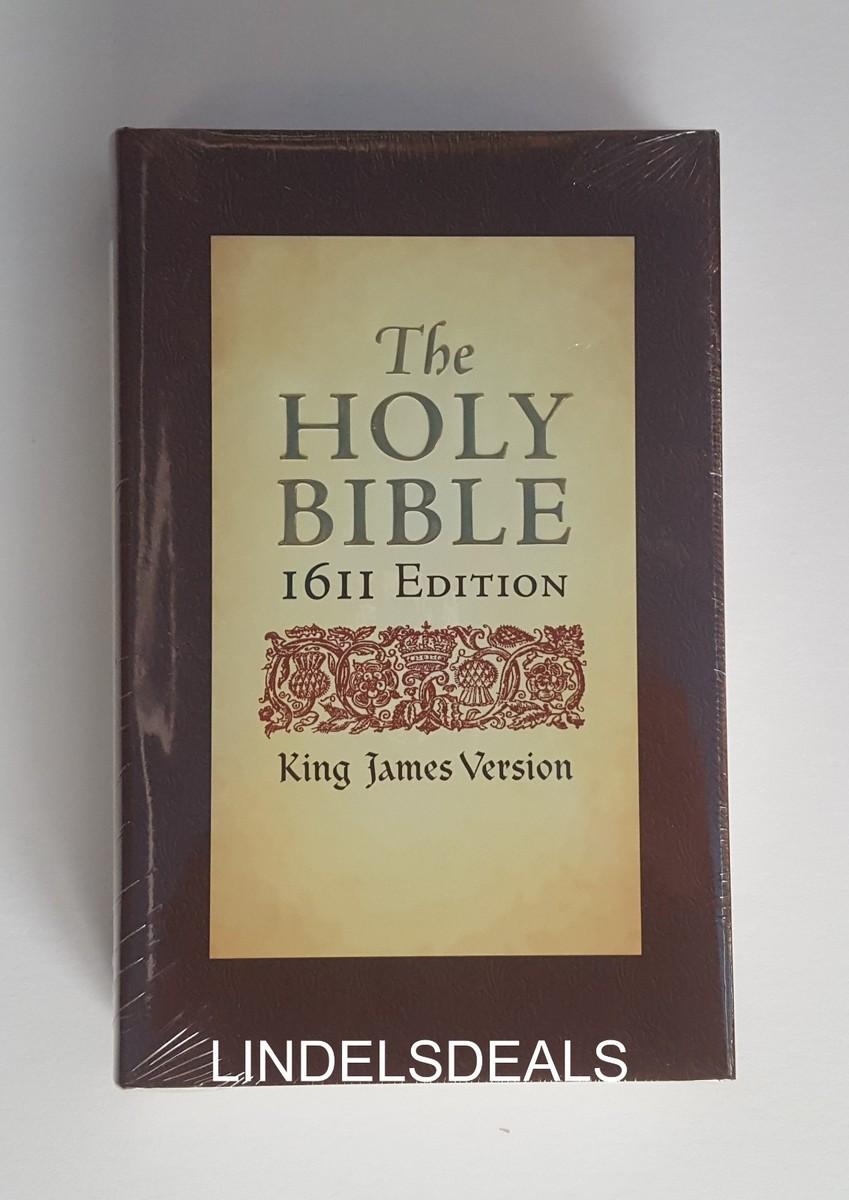 The
HOLY
BIBLE
1611 EDITION
King James Version
LINDELSDEALS